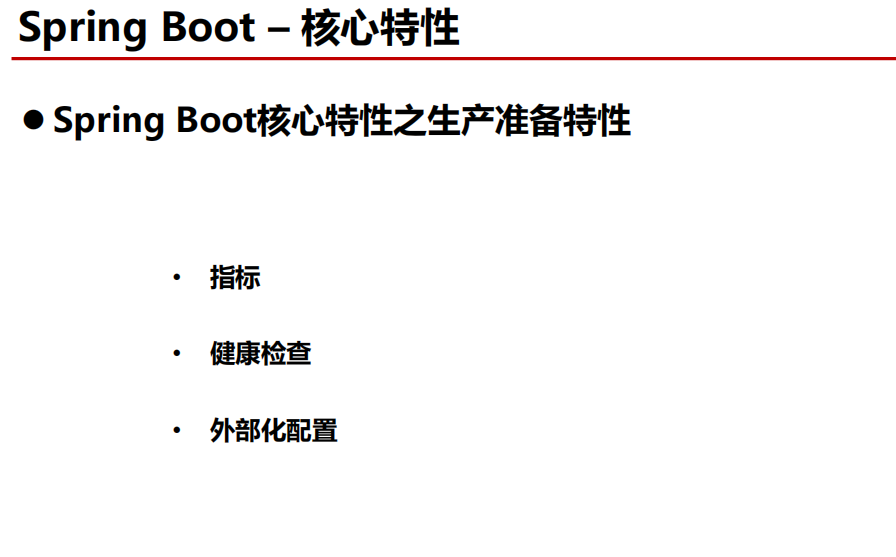 Spring Boot – 核心特性
● Spring Boot核心特性之生产准备特性
• 指标
• 健康检查
• 外部化配置